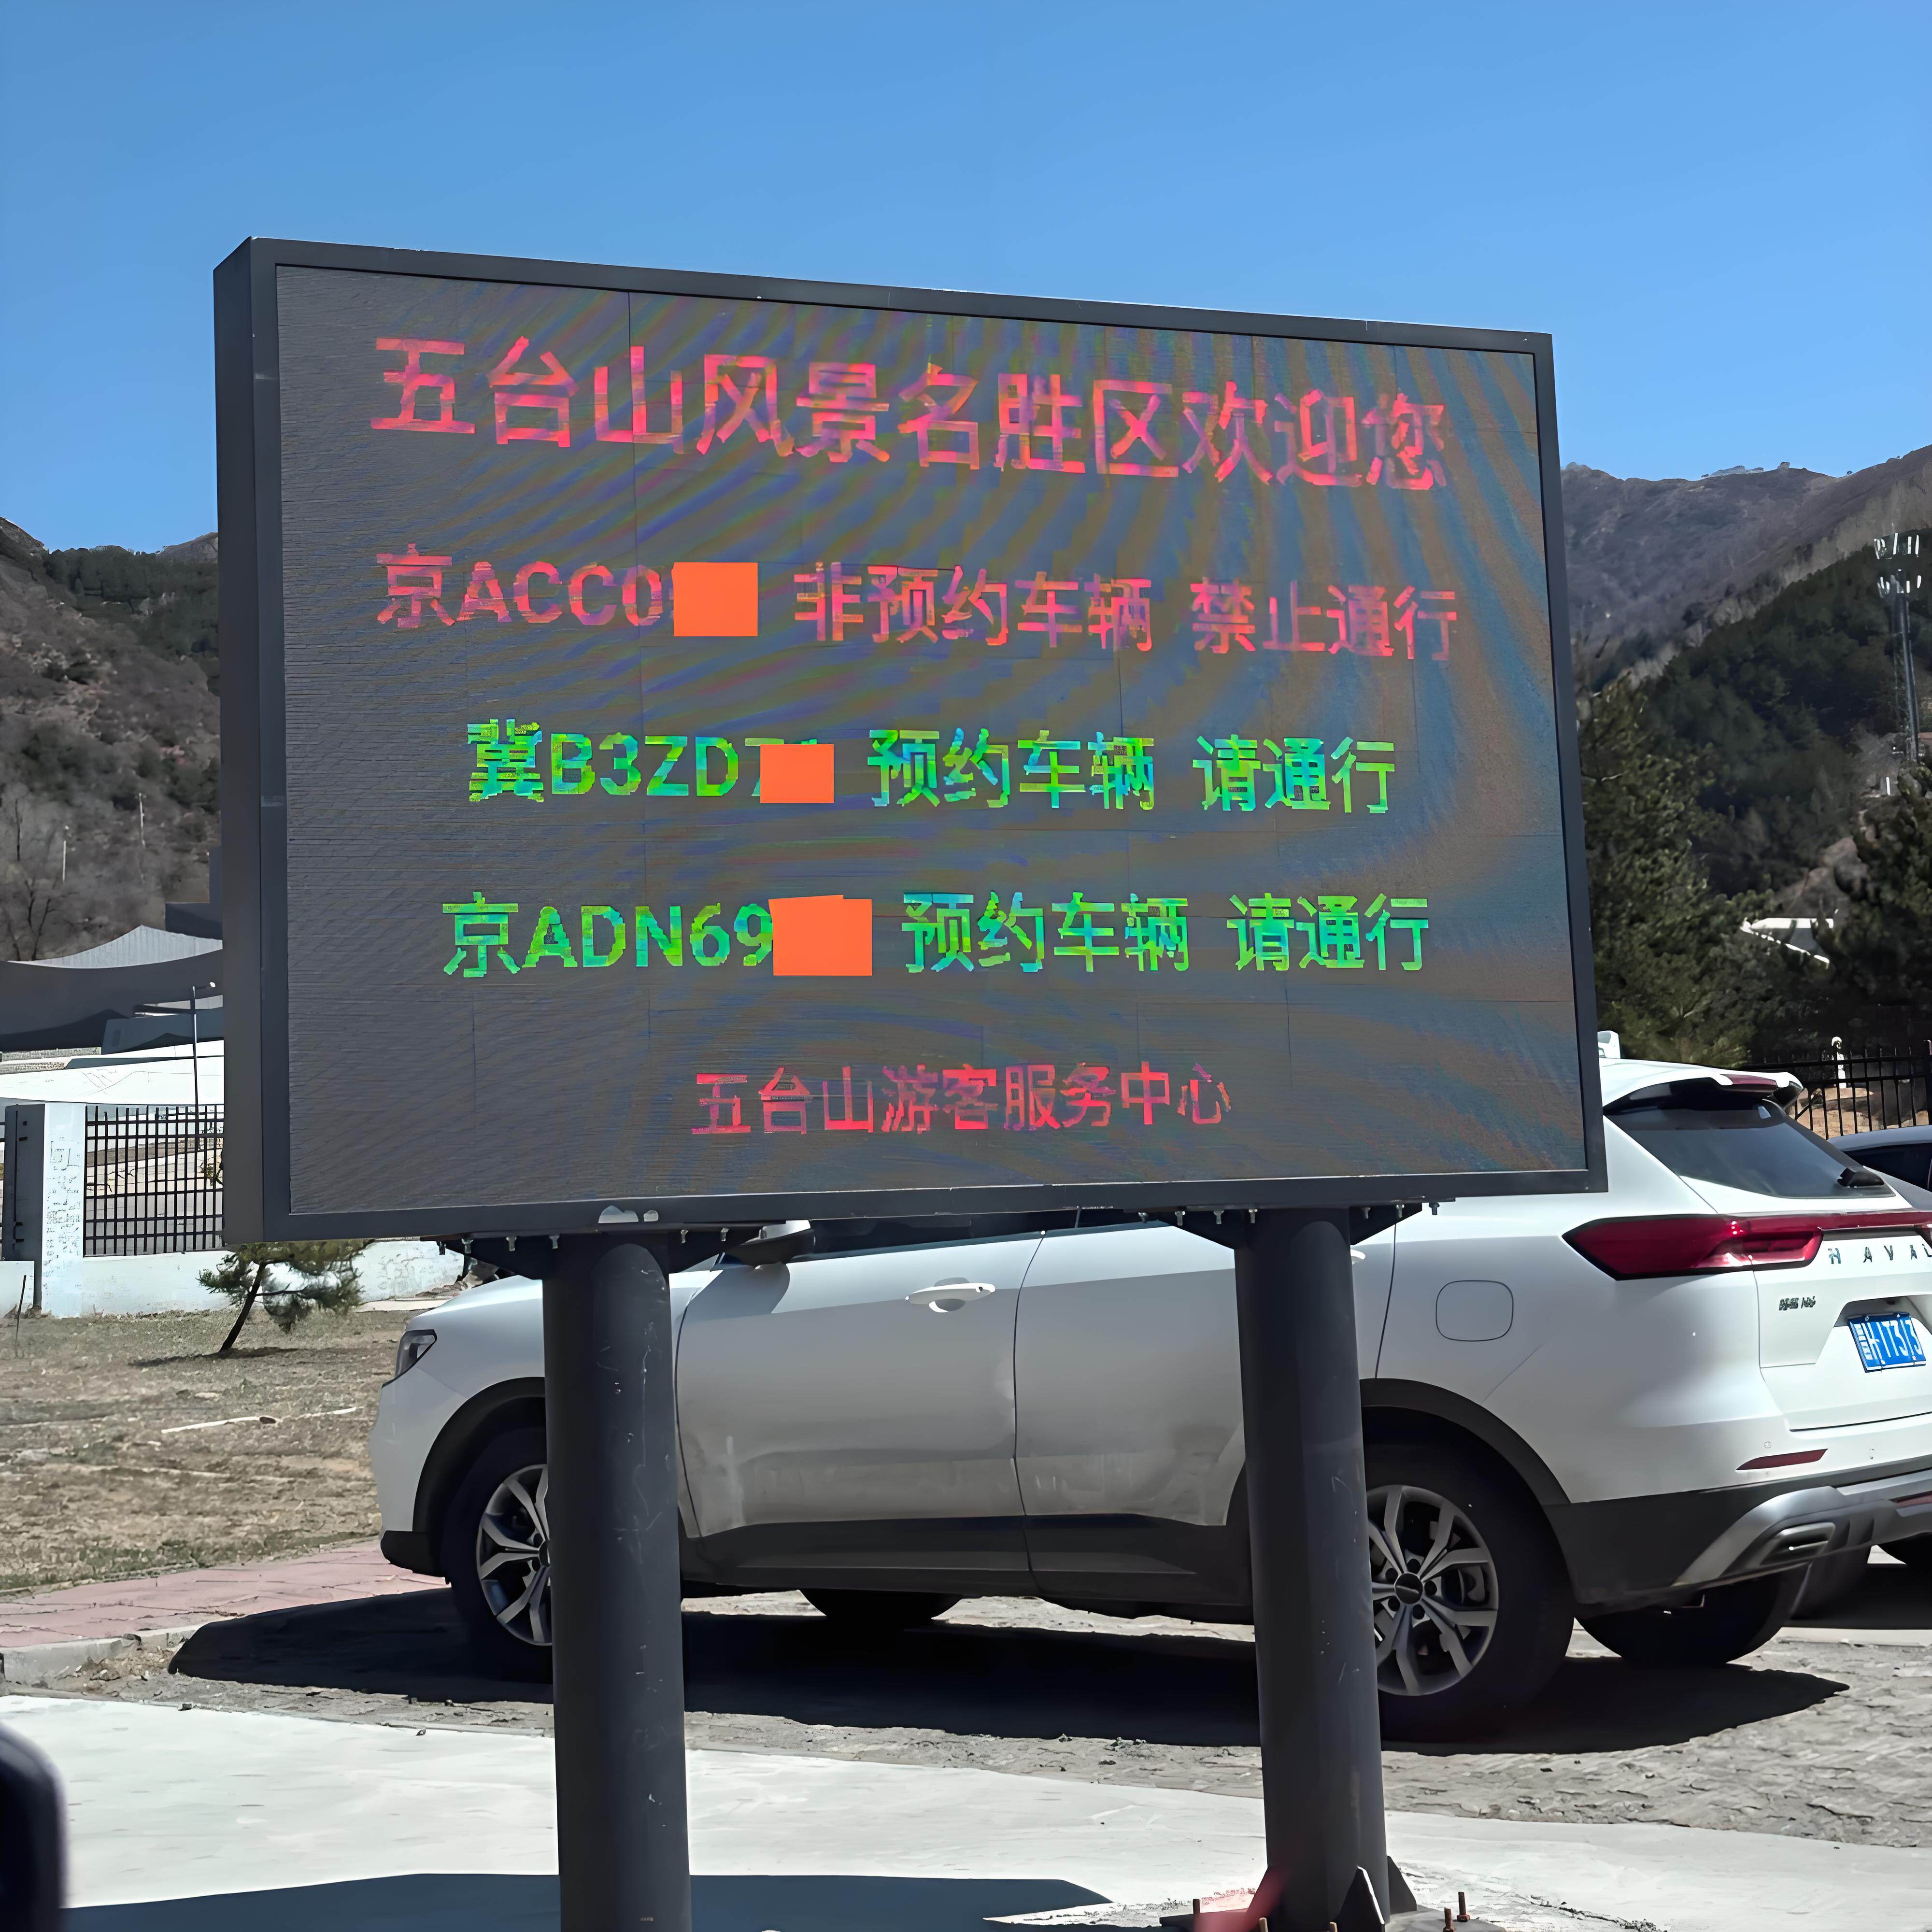 五台山风景名胜区欢迎您
京ACC0 非预约车辆 禁止通行
冀B3ZD7 预约车辆 请通行
京ADN69 预约车辆 请通行
五台山游客服务中心
HAVAL